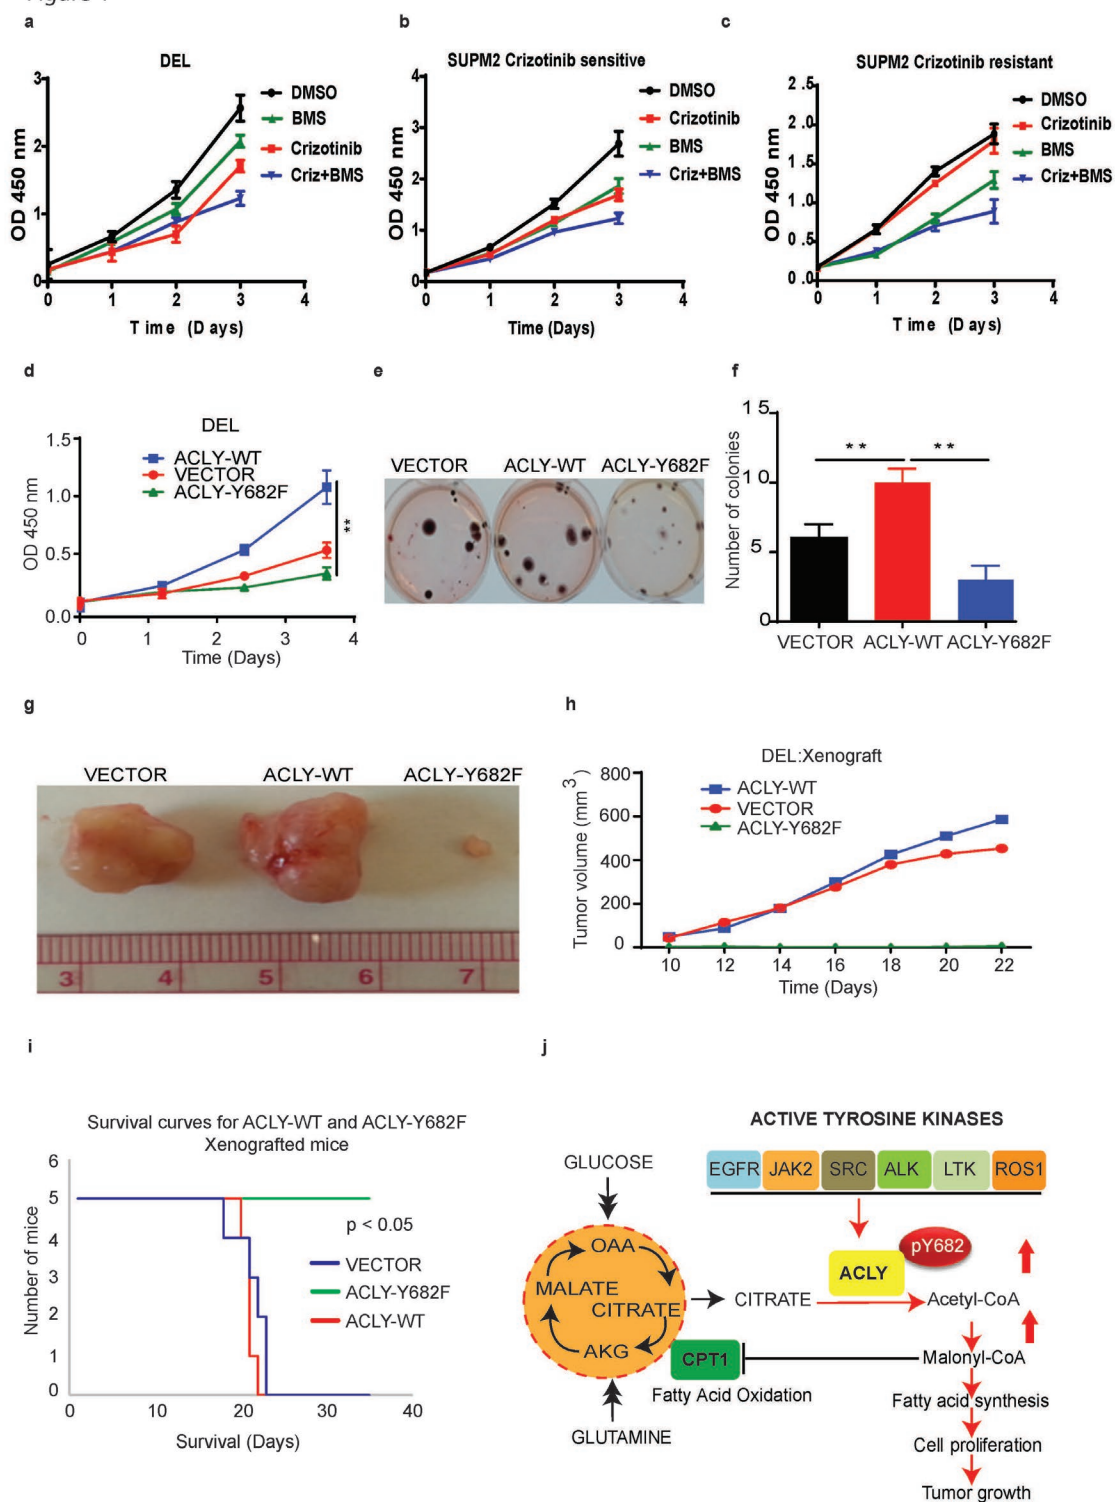 a
DEL
3
2
1
0
OD 450 nm
0 1 2 3 4
Time (Days)
DMSO
BMS
Crizotinib
Criz+BMS
b
SUPM2 Crizotinib sensitive
4
3
2
1
0
OD 450 nm
0 1 2 3 4
Time (Days)
DMSO
Crizotinib
BMS
Criz+BMS
c
SUPM2 Crizotinib resistant
2.5
2.0
1.5
1.0
0.5
0.0
OD 450 nm
0 1 2 3 4
Time (Days)
DMSO
Crizotinib
BMS
Criz+BMS
d
DEL
1.5
1.0
0.5
0.0
OD 450 nm
0 1 2 3 4
Time (Days)
ACLY-WT
VECTOR
ACLY-Y682F
**
e
VECTOR ACLY-WT ACLY-Y682F
f
15
10
5
0
Number of colonies
** **
VECTOR ACLY-WT ACLY-Y682F
g
VECTOR ACLY-WT ACLY-Y682F
3 4 5 6 7
h
DEL:Xenograft
800
600
400
200
0
Tumor volume (mm3)
10 12 14 16 18 20 22
Time (Days)
ACLY-WT
VECTOR
ACLY-Y682F
i
Survival curves for ACLY-WT and ACLY-Y682F
Xenografted mice
6
5
4
3
2
1
0
Number of mice
0 10 20 30 40
Survival (Days)
p < 0.05
VECTOR
ACLY-Y682F
ACLY-WT
j
ACTIVE TYROSINE KINASES
EGFR JAK2 SRC ALK LTK ROS1
GLUCOSE
OAA
MALATE
CITRATE
AKG
CITRATE
ACLY
pY682
Acetyl-CoA
CPT1
Malonyl-CoA
Fatty Acid Oxidation
Fatty acid synthesis
GLUTAMINE
Cell proliferation
Tumor growth